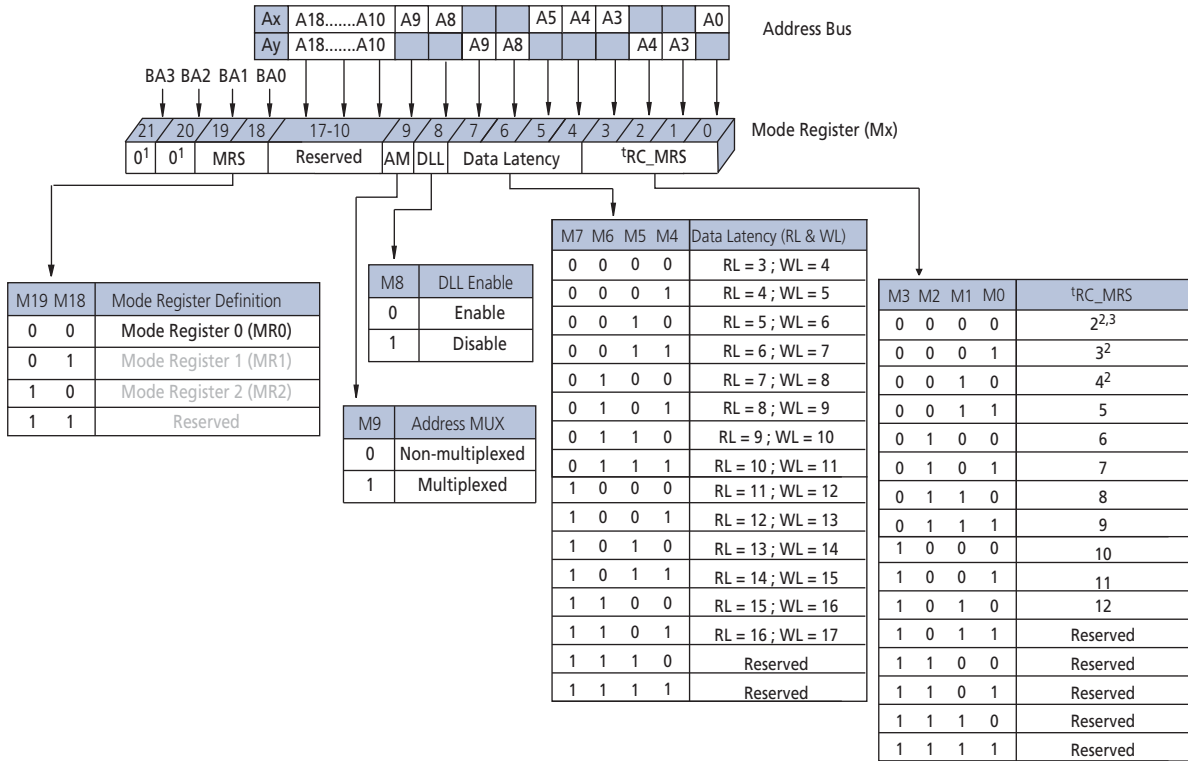 Ax A18.......A10 A9 A8 A5 A4 A3 A0
Ay A18.......A10 A9 A8 A4 A3
Address Bus
BA3 BA2 BA1 BA0
21 20 19 18 17-10 9 8 7 6 5 4 3 2 1 0
Mode Register (Mx)
0¹ 0¹ MRS Reserved AM DLL Data Latency ᵗRC_MRS
M19 M18 Mode Register Definition
0 0 Mode Register 0 (MR0)
0 1 Mode Register 1 (MR1)
1 0 Mode Register 2 (MR2)
1 1 Reserved
M8 DLL Enable
0 Enable
1 Disable
M9 Address MUX
0 Non-multiplexed
1 Multiplexed
M7 M6 M5 M4 Data Latency (RL & WL)
0 0 0 0 RL = 3 ; WL = 4
0 0 0 1 RL = 4 ; WL = 5
0 0 1 0 RL = 5 ; WL = 6
0 0 1 1 RL = 6 ; WL = 7
0 1 0 0 RL = 7 ; WL = 8
0 1 0 1 RL = 8 ; WL = 9
0 1 1 0 RL = 9 ; WL = 10
0 1 1 1 RL = 10 ; WL = 11
1 0 0 0 RL = 11 ; WL = 12
1 0 0 1 RL = 12 ; WL = 13
1 0 1 0 RL = 13 ; WL = 14
1 0 1 1 RL = 14 ; WL = 15
1 1 0 0 RL = 15 ; WL = 16
1 1 0 1 RL = 16 ; WL = 17
1 1 1 0 Reserved
1 1 1 1 Reserved
M3 M2 M1 M0 ᵗRC_MRS
0 0 0 0 2²,³
0 0 0 1 3²
0 0 1 0 4²
0 0 1 1 5
0 1 0 0 6
0 1 0 1 7
0 1 1 0 8
0 1 1 1 9
1 0 0 0 10
1 0 0 1 11
1 0 1 0 12
1 0 1 1 Reserved
1 1 0 0 Reserved
1 1 0 1 Reserved
1 1 1 0 Reserved
1 1 1 1 Reserved